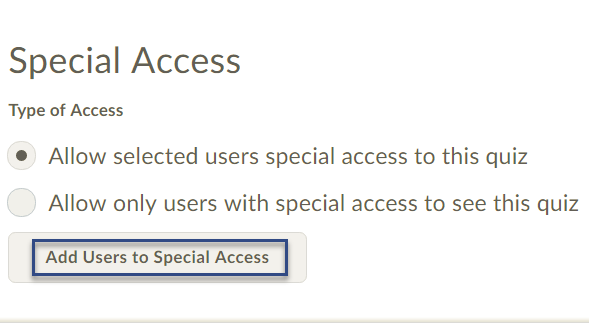 Special Access
Type of Access
Allow selected users special access to this quiz
Allow only users with special access to see this quiz
Add Users to Special Access